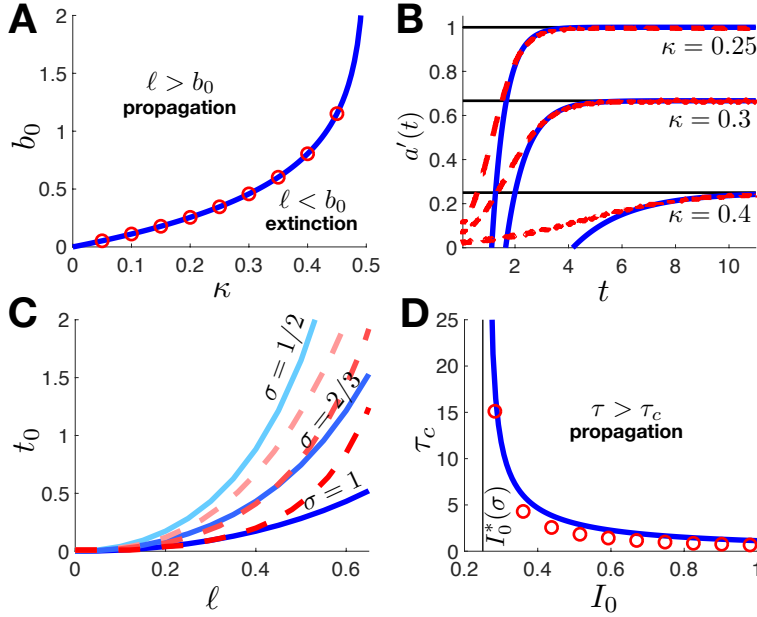 A
2
1.5
1
0.5
0
b₀
ℓ > b₀
propagation
ℓ < b₀
extinction
0
0.1
0.2
0.3
0.4
0.5
κ
B
1
0.8
0.6
0.4
0.2
0
a′(t)
κ = 0.25
κ = 0.3
κ = 0.4
2
4
6
8
10
t
C
2
1.5
1
0.5
0
t₀
σ = 1/2
σ = 2/3
σ = 1
0
0.2
0.4
0.6
ℓ
D
25
20
15
10
5
0
τc
τ > τc
propagation
I₀*(σ)
0.2
0.4
0.6
0.8
1
I₀